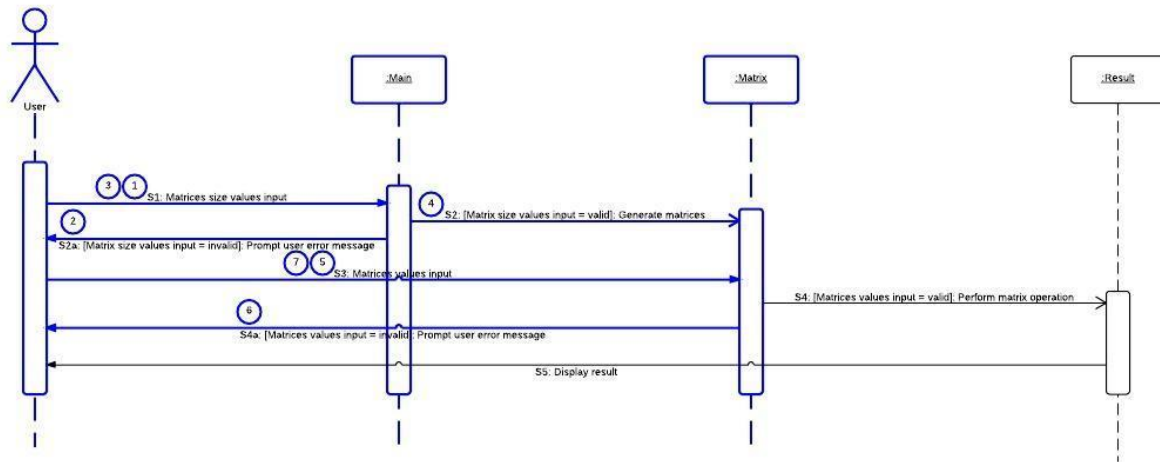 User
:Main
:Matrix
:Result
3 1
S1: Matrices size values input
4
S2: [Matrix size values input = valid]: Generate matrices
2
S2a: [Matrix size values input = invalid]: Prompt user error message
7 5
S3: Matrices values input
S4: [Matrices values input = valid]: Perform matrix operation
6
S4a: [Matrices values input = invalid]: Prompt user error message
S5: Display result